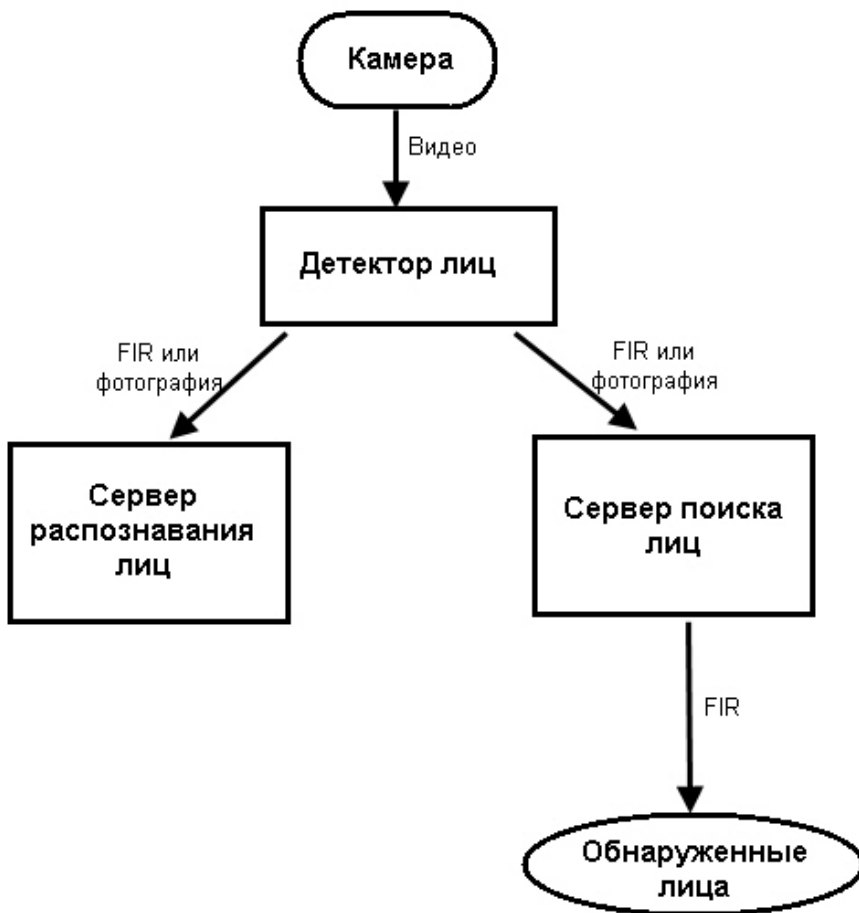 Камера
Видео
Детектор лиц
FIR или
фотография
FIR или
фотография
Сервер
распознавания
лиц
Сервер поиска
лиц
FIR
Обнаруженные
лица